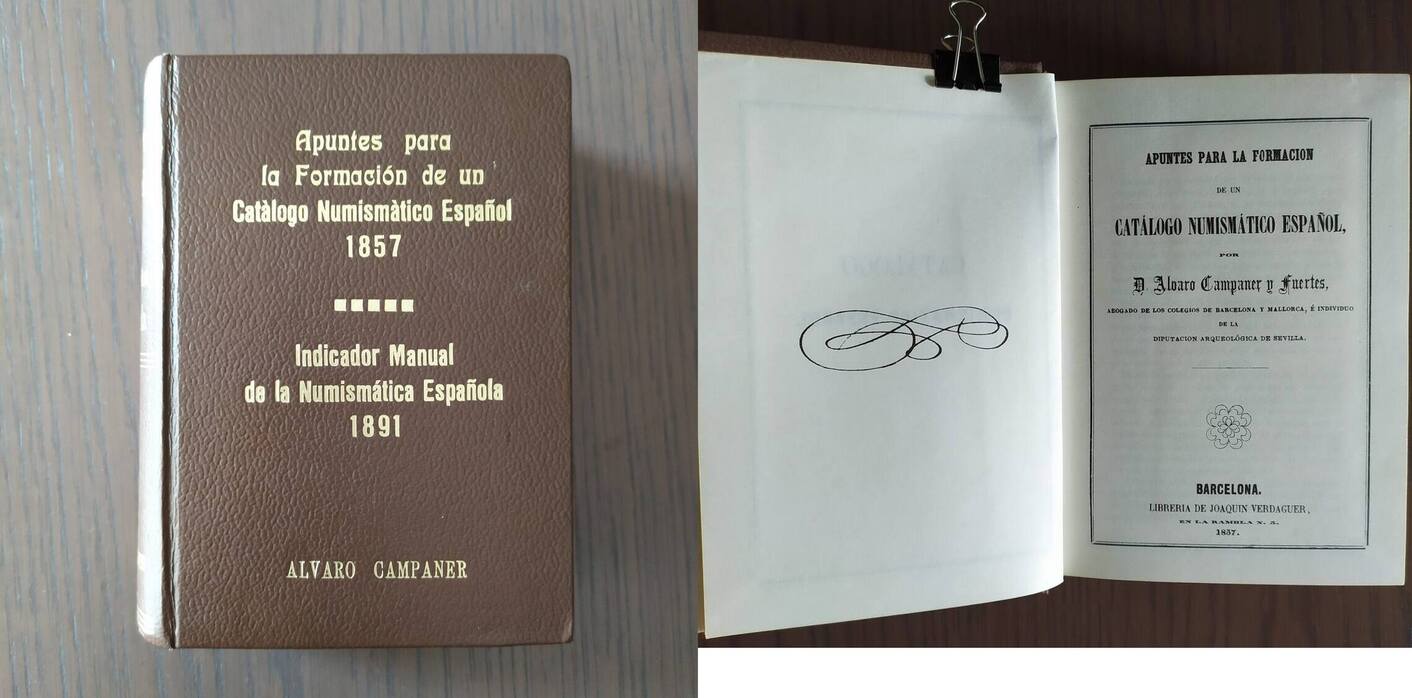 Apuntes para
la Formación de un
Catàlogo Numismàtico Español
1857
Indicador Manual
de la Numismática Española
1891
ALVARO CAMPANER
APUNTES PARA LA FORMACION
DE UN
CATÁLOGO NUMISMÁTICO ESPAÑOL,
POR
D. Alvaro Campaner y Fuertes,
ABOGADO DE LOS COLEGIOS DE BARCELONA Y MALLORCA, É INDIVIDUO
DE LA
DIPUTACION ARQUEOLÓGICA DE SEVILLA.
BARCELONA.
LIBRERIA DE JOAQUIN VERDAGUER,
EN LA RAMBLA N. 5.
1857.